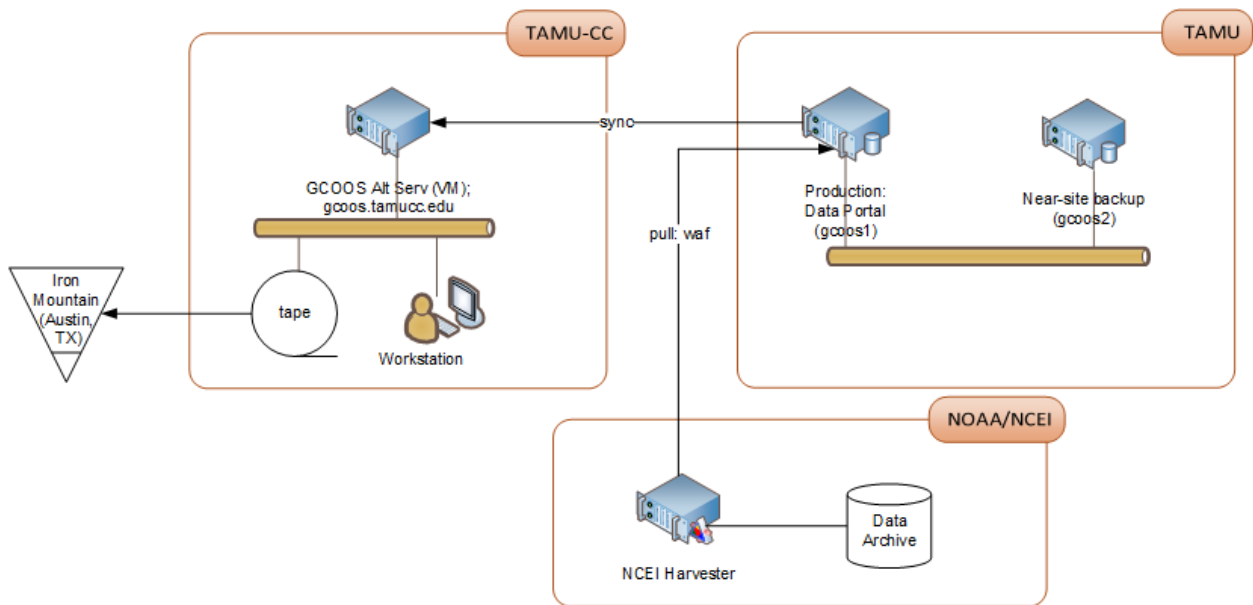 TAMU-CC
TAMU
sync
GCOOS Alt Serv (VM);
gcoos.tamucc.edu
Production:
Data Portal
(gcoos1)
Near-site backup
(gcoos2)
pull: waf
Iron
Mountain
(Austin,
TX)
tape
Workstation
NOAA/NCEI
Data
Archive
NCEI Harvester